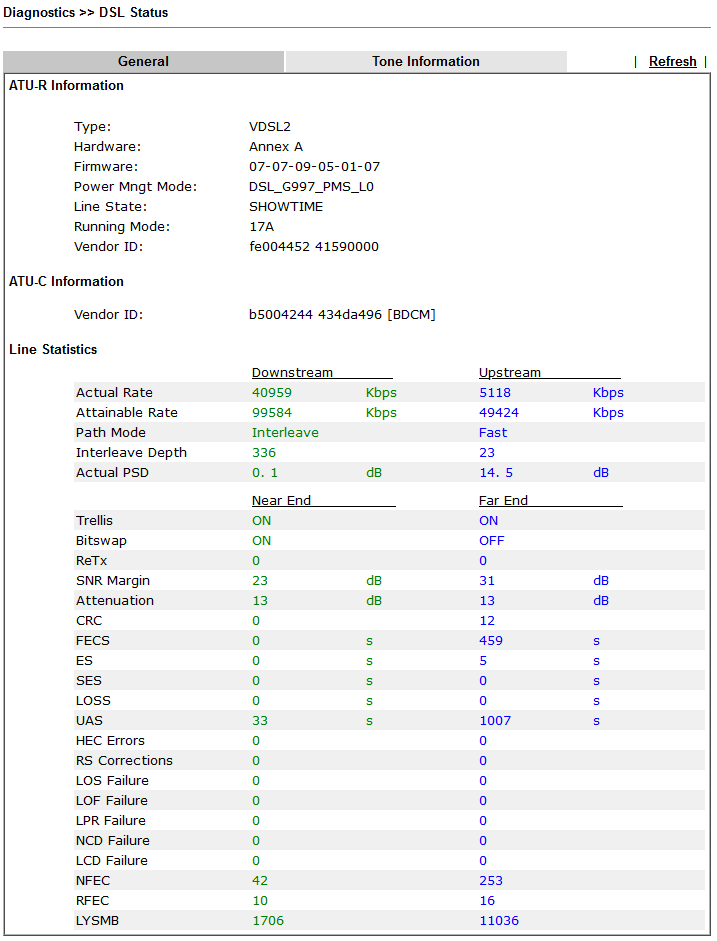 Diagnostics >> DSL Status
General Tone Information | Refresh |
ATU-R Information
Type: VDSL2
Hardware: Annex A
Firmware: 07-07-09-05-01-07
Power Mngt Mode: DSL_G997_PMS_L0
Line State: SHOWTIME
Running Mode: 17A
Vendor ID: fe004452 41590000
ATU-C Information
Vendor ID: b5004244 434da496 [BDCM]
Line Statistics
Downstream Upstream
Actual Rate 40959 Kbps 5118 Kbps
Attainable Rate 99584 Kbps 49424 Kbps
Path Mode Interleave Fast
Interleave Depth 336 23
Actual PSD 0. 1 dB 14. 5 dB
Near End Far End
Trellis ON ON
Bitswap ON OFF
ReTx 0 0
SNR Margin 23 dB 31 dB
Attenuation 13 dB 13 dB
CRC 0 12
FECS 0 s 459 s
ES 0 s 5 s
SES 0 s 0 s
LOSS 0 s 0 s
UAS 33 s 1007 s
HEC Errors 0 0
RS Corrections 0 0
LOS Failure 0 0
LOF Failure 0 0
LPR Failure 0 0
NCD Failure 0 0
LCD Failure 0 0
NFEC 42 253
RFEC 10 16
LYSMB 1706 11036